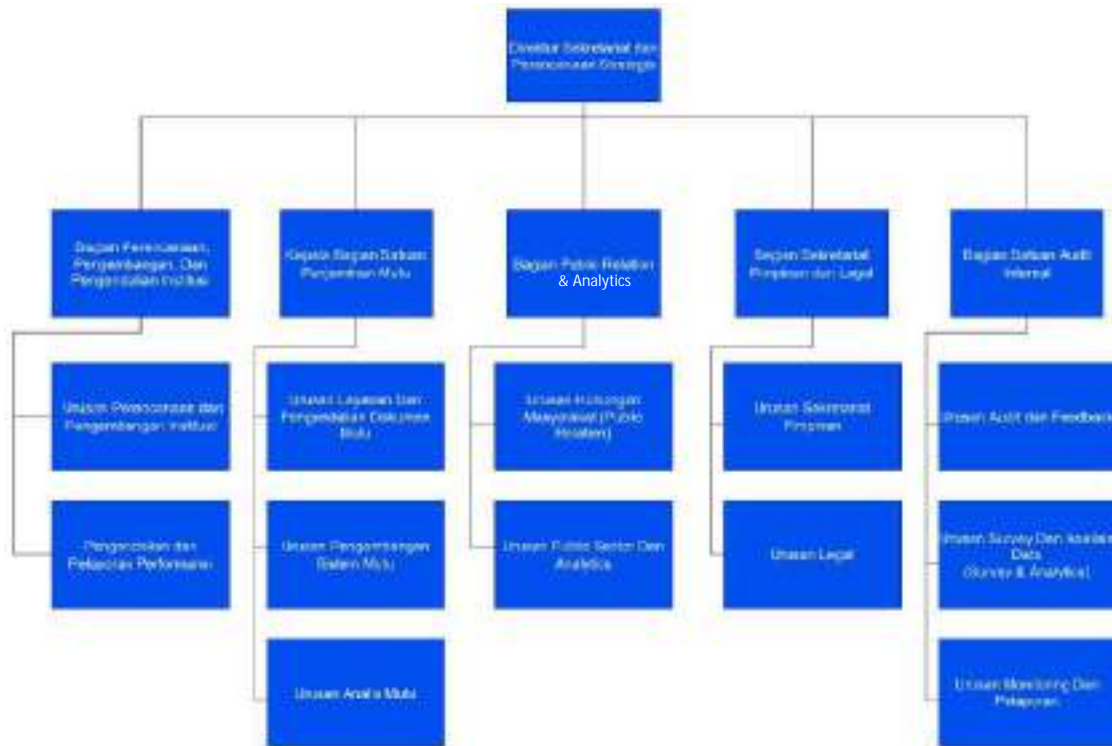 Direktur Sekretariat dan
Perencanaan Strategis
Bagian Perencanaan,
Pengembangan, Dan
Pengendalian Institusi
Kepala Bagian Satuan
Penjaminan Mutu
Bagian Public Relation
& Analytics
Bagian Sekretariat
Pimpinan dan Legal
Bagian Satuan Audit
Internal
Urusan Perencanaan dan
Pengembangan Institusi
Urusan Layanan Dan
Pengendalian Dokumen
Mutu
Urusan Hubungan
Masyarakat (Public
Relation)
Urusan Sekretariat
Pimpinan
Urusan Audit dan Feedback
Pengendalian dan
Pelaporan Performansi
Urusan Pengembangan
Sistem Mutu
Urusan Public Sector Dan
Analytics
Urusan Legal
Urusan Survey Dan
Data
(Survey & Analytics)
Urusan Analis Mutu
Urusan Monitoring Dan
Pelaporan